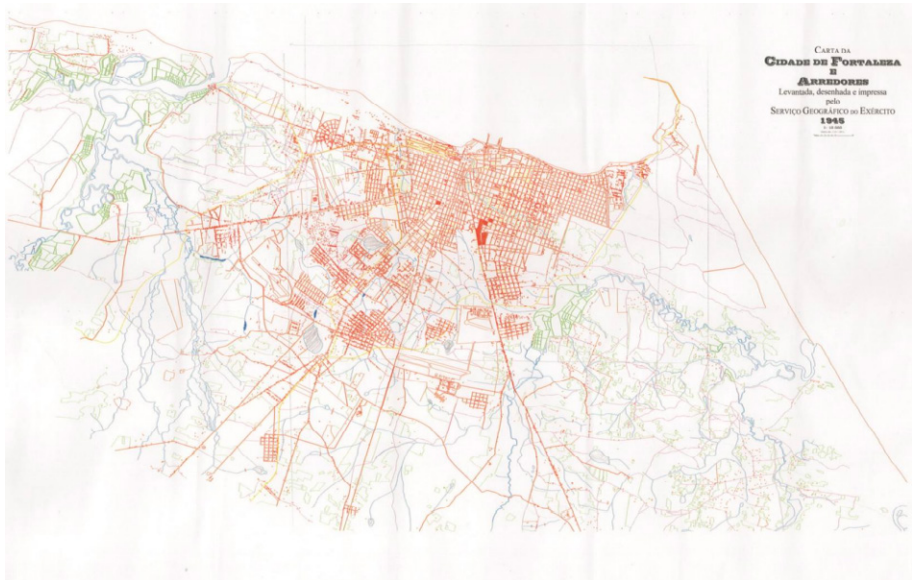 CARTA DA
CIDADE DE FORTALEZA
E
ARREDORES
Levantada, desenhada e impressa
pelo
SERVIÇO GEOGRÁFICO DO EXÉRCITO
1945